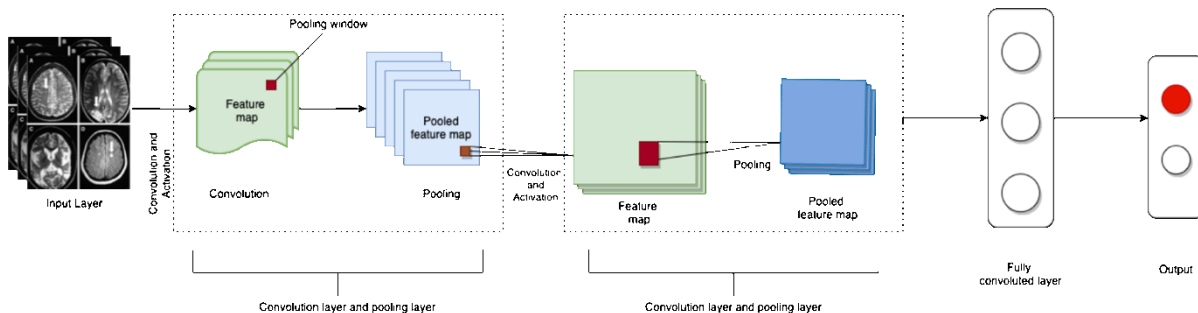 Pooling window
Feature
map
Pooled
feature map
Convolution and
Activation
Input Layer
Convolution
Pooling
Convolution
and
Activation
Pooling
Feature
map
Pooled
feature map
Fully
convoluted layer
Output
Convolution layer and pooling layer
Convolution layer and pooling layer